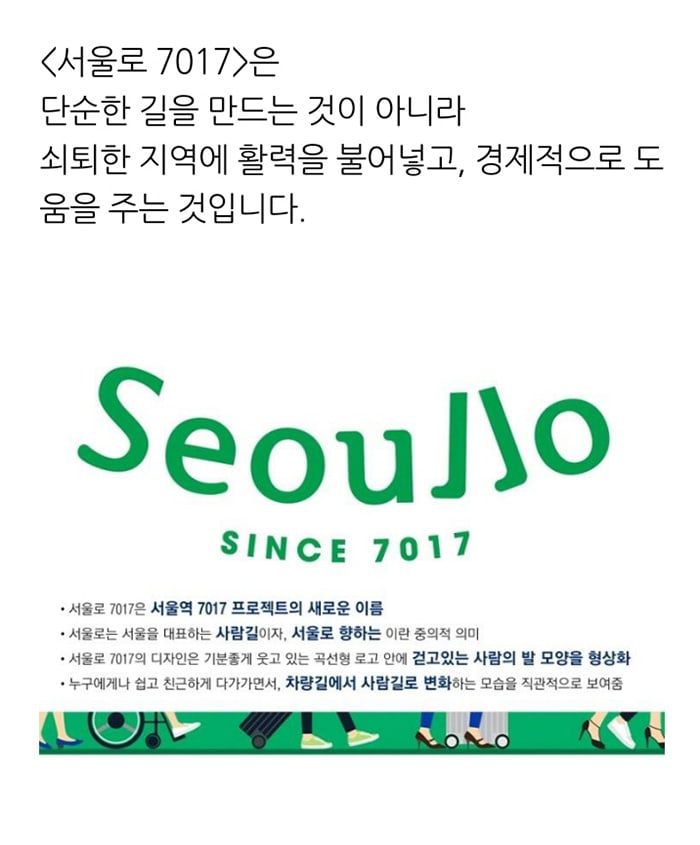 <서울로 7017>은
단순한 길을 만드는 것이 아니라
쇠퇴한 지역에 활력을 불어넣고, 경제적으로 도
움을 주는 것입니다.
Seoullo
SINCE 7017
• 서울로 7017은 서울역 7017 프로젝트의 새로운 이름
• 서울로는 서울을 대표하는 사람길이자, 서울로 향하는 이란 중의적 의미
• 서울로 7017의 디자인은 기분좋게 웃고 있는 곡선형 로고 안에 걷고있는 사람의 발 모양을 형상화
• 누구에게나 쉽고 친근하게 다가가면서, 차량길에서 사람길로 변화하는 모습을 직관적으로 보여줌